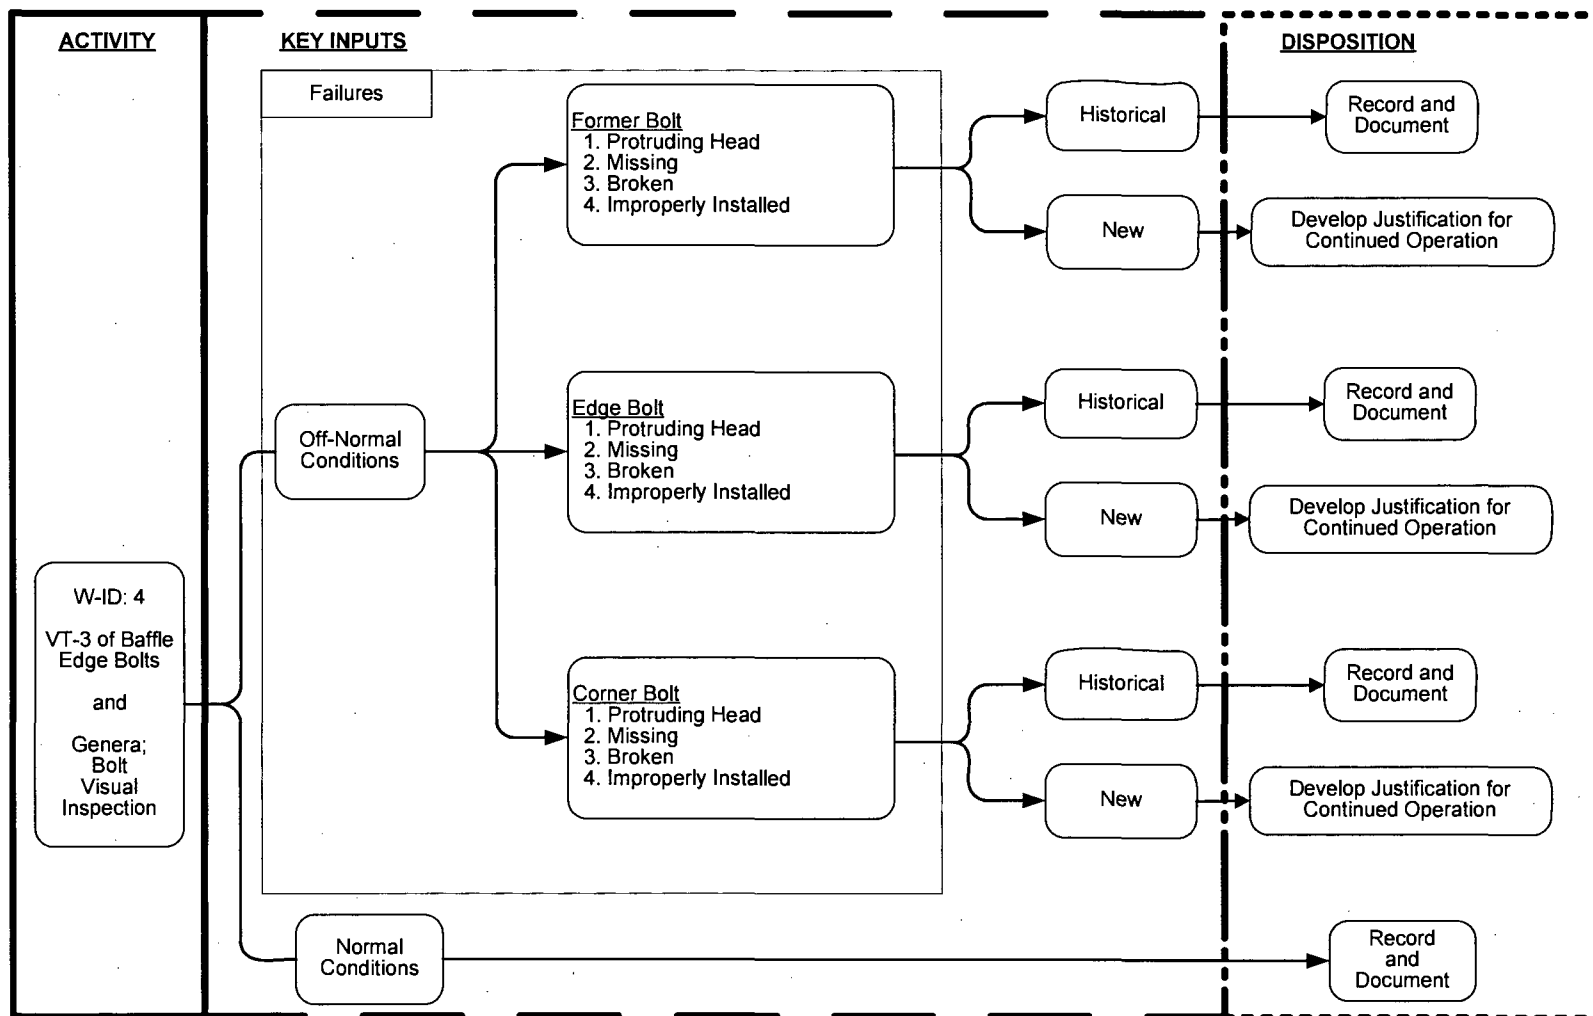 ACTIVITY
KEY INPUTS
DISPOSITION
Failures
W-ID: 4
VT-3 of Baffle
Edge Bolts
and
Genera;
Bolt
Visual
Inspection
Off-Normal
Conditions
Former Bolt
1. Protruding Head
2. Missing
3. Broken
4. Improperly Installed
Historical
Record and
Document
New
Develop Justification for
Continued Operation
Edge Bolt
1. Protruding Head
2. Missing
3. Broken
4. Improperly Installed
Historical
Record and
Document
New
Develop Justification for
Continued Operation
Corner Bolt
1. Protruding Head
2. Missing
3. Broken
4. Improperly Installed
Historical
Record and
Document
New
Develop Justification for
Continued Operation
Normal
Conditions
Record
and
Document